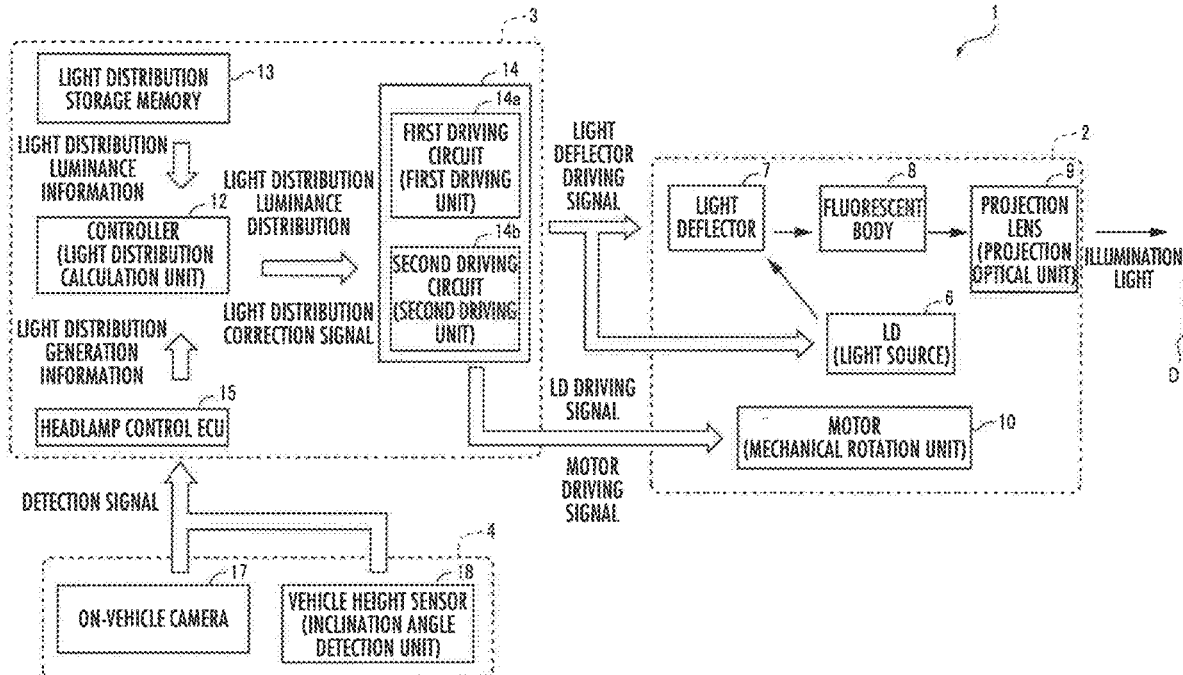 1
3
13
LIGHT DISTRIBUTION
STORAGE MEMORY
LIGHT DISTRIBUTION
LUMINANCE
INFORMATION
12
CONTROLLER
(LIGHT DISTRIBUTION
CALCULATION UNIT)
LIGHT DISTRIBUTION
GENERATION
INFORMATION
15
HEADLAMP CONTROL ECU
LIGHT DISTRIBUTION
LUMINANCE
DISTRIBUTION
LIGHT DISTRIBUTION
CORRECTION SIGNAL
14
14a
FIRST DRIVING
CIRCUIT
(FIRST DRIVING
UNIT)
14b
SECOND DRIVING
CIRCUIT
(SECOND DRIVING
UNIT)
LIGHT
DEFLECTOR
DRIVING
SIGNAL
LD DRIVING
SIGNAL
MOTOR
DRIVING
SIGNAL
2
7
LIGHT
DEFLECTOR
8
FLUORESCENT
BODY
9
PROJECTION
LENS
(PROJECTION
OPTICAL UNIT)
ILLUMINATION
LIGHT
D
6
LD
(LIGHT SOURCE)
10
MOTOR
(MECHANICAL ROTATION UNIT)
DETECTION SIGNAL
4
17
ON-VEHICLE CAMERA
18
VEHICLE HEIGHT SENSOR
(INCLINATION ANGLE
DETECTION UNIT)